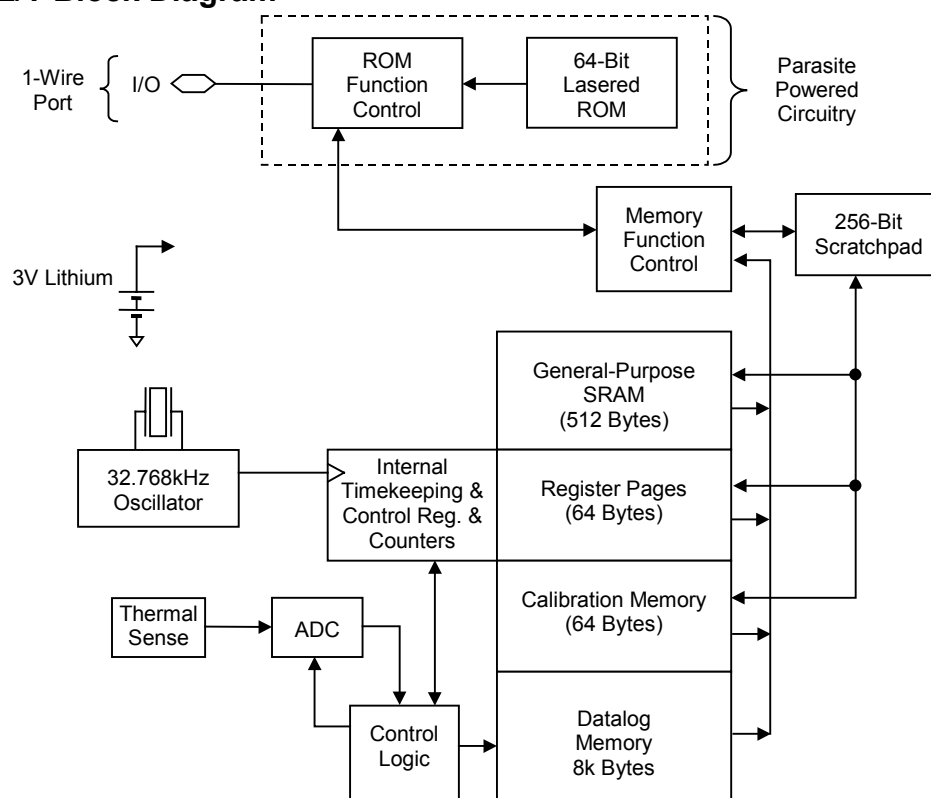 Block Diagram
1-Wire
Port
I/O
ROM
Function
Control
64-Bit
Lasered
ROM
Parasite
Powered
Circuitry
Memory
Function
Control
256-Bit
Scratchpad
3V Lithium
General-Purpose
SRAM
(512 Bytes)
32.768kHz
Oscillator
Internal
Timekeeping &
Control Reg. &
Counters
Register Pages
(64 Bytes)
Calibration Memory
(64 Bytes)
Thermal
Sense
ADC
Control
Logic
Datalog
Memory
8k Bytes